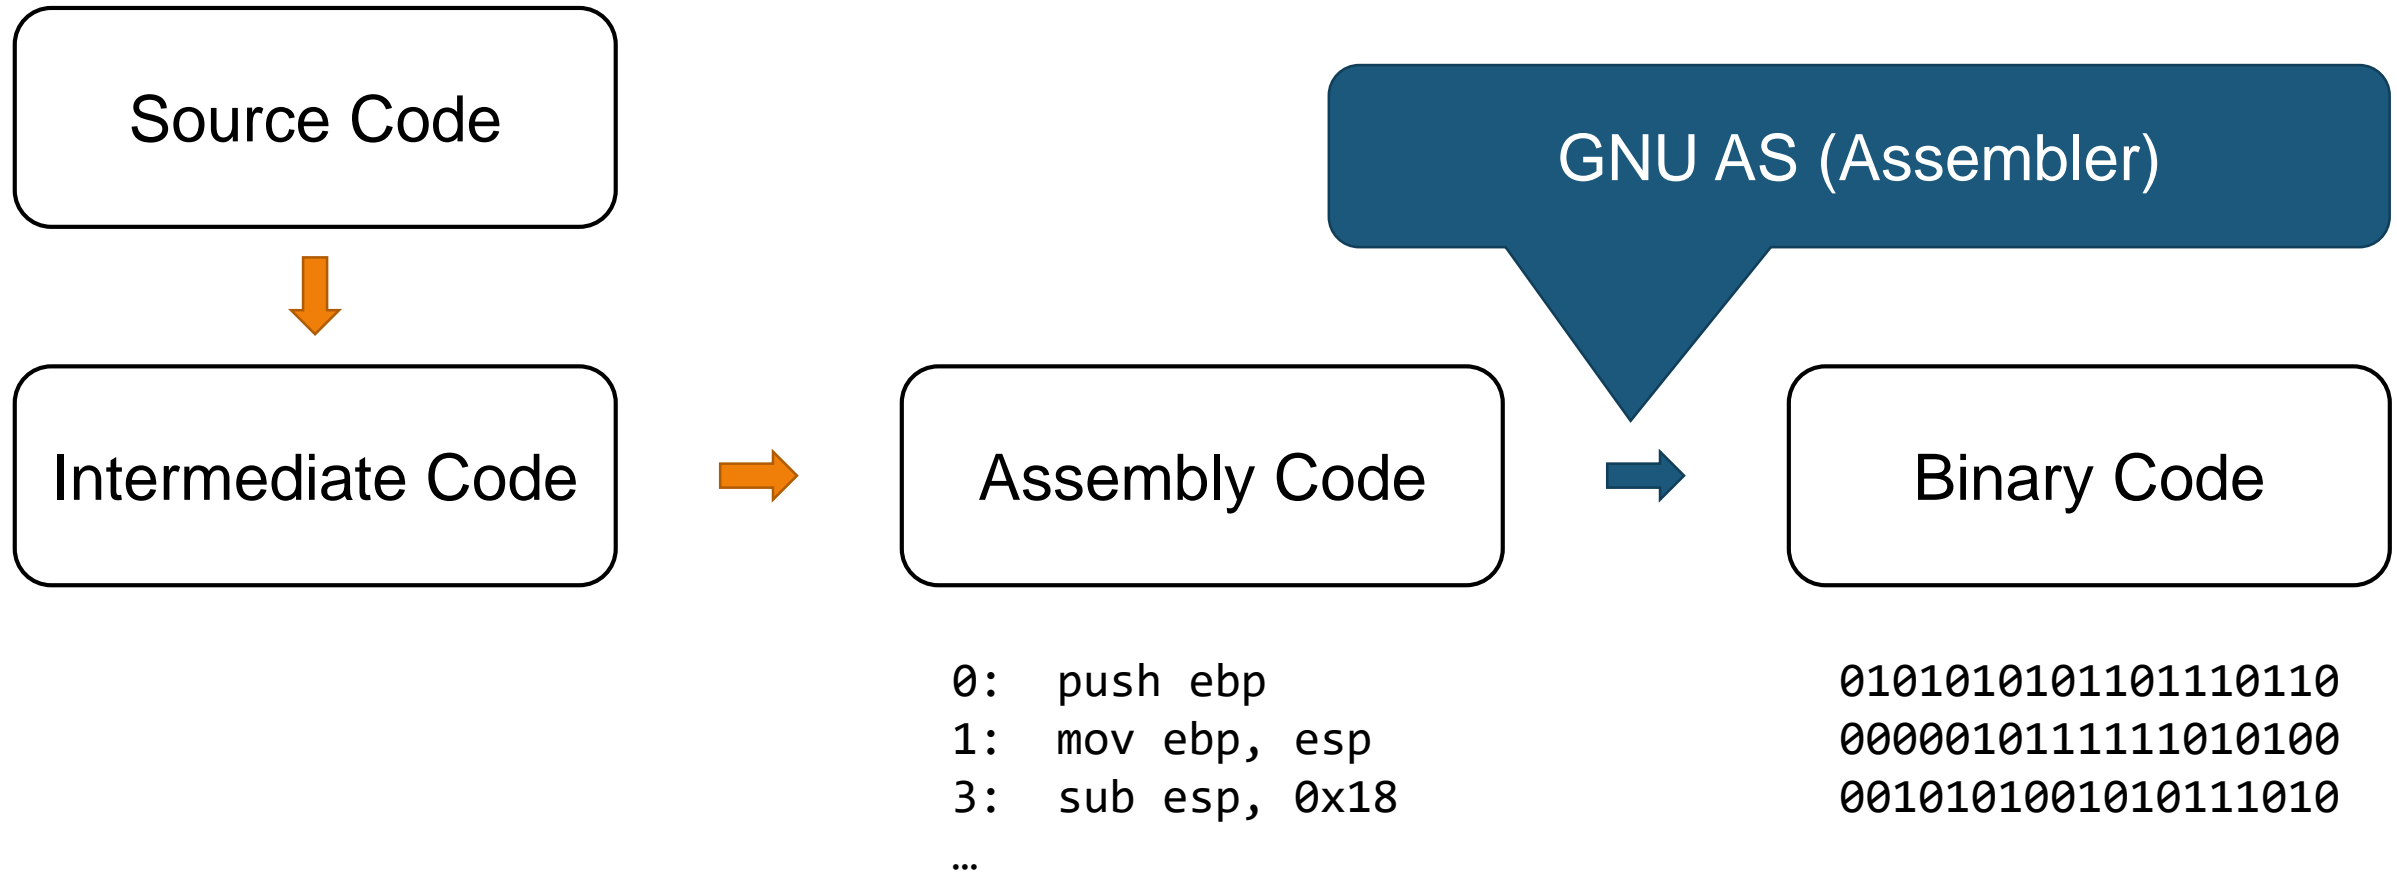 Source Code
GNU AS (Assembler)
Intermediate Code
Assembly Code
Binary Code
0:  push ebp
1:  mov ebp, esp
3:  sub esp, 0x18
…
0101010101101110110
0000010111111010100
0010101001010111010